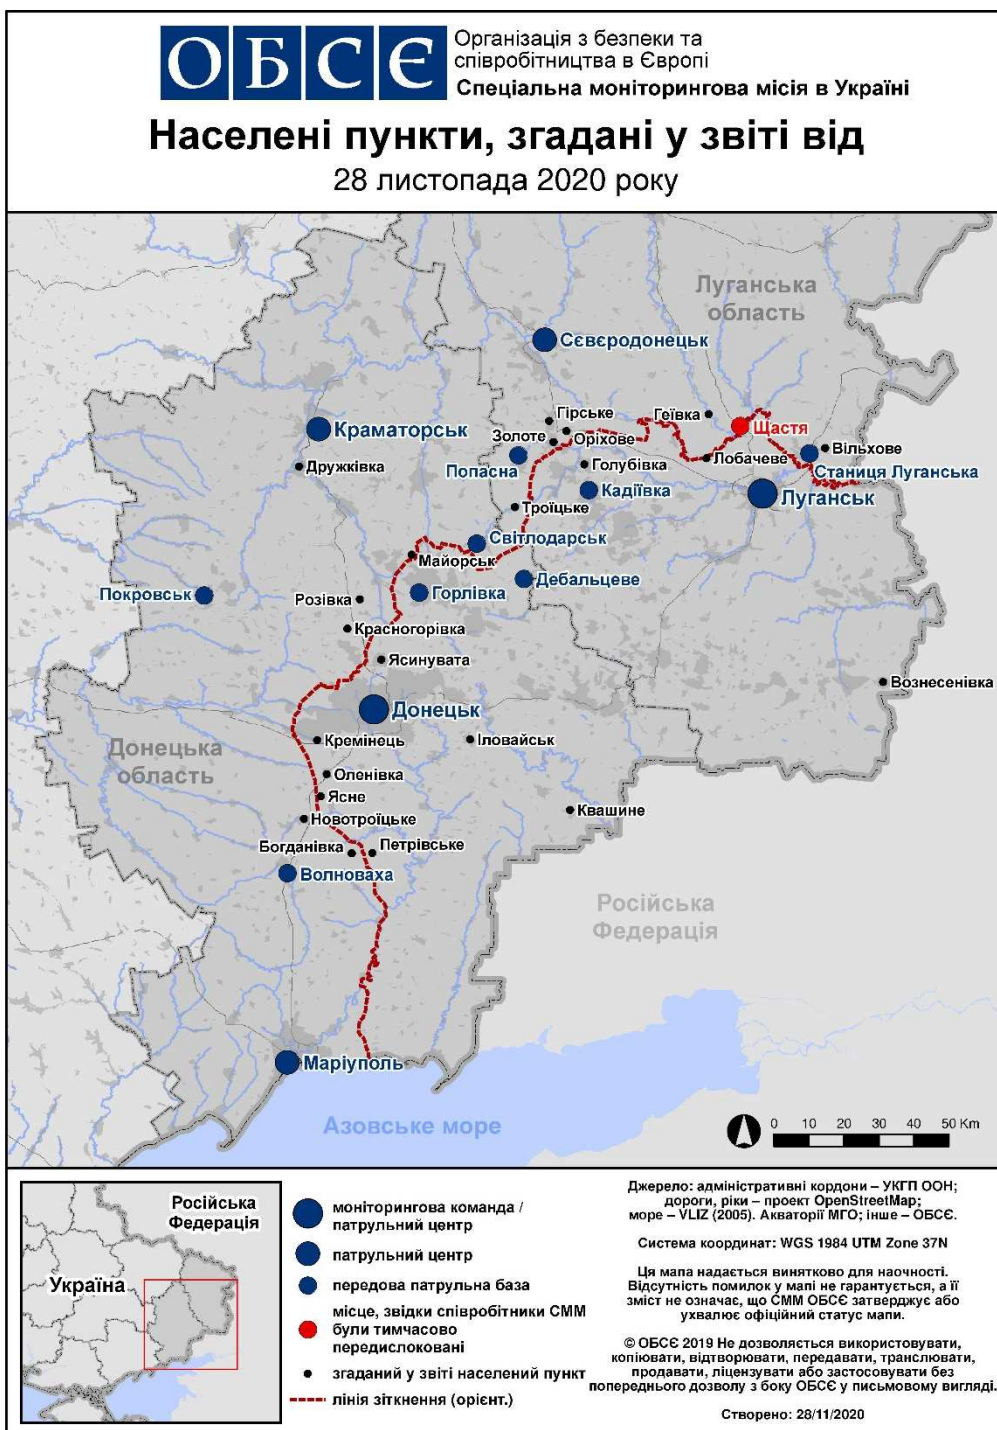 ОБСЄ
Організація з безпеки та
співробітництва в Європі
Спеціальна моніторингова місія в Україні
Населені пункти, згадані у звіті від
28 листопада 2020 року
Луганська
область
Сєвєродонецьк
Гірське
Геївка
Щастя
Золоте
Оріхове
Вільхове
Краматорськ
Лобачеве
Дружківка
Попасна
Голубівка
Станиця Луганська
Кадіївка
Луганськ
Троїцьке
Світлодарськ
Майорськ
Дебальцеве
Покровськ
Розівка
Горлівка
Красногорівка
Ясинувата
Вознесенівка
Донецьк
Донецька
область
Кремінець
Іловайськ
Оленівка
Ясне
Квашине
Новотроїцьке
Богданівка
Петрівське
Волноваха
Російська
Федерація
Маріуполь
Азовське море
0 10 20 30 40 50 Km
Російська
Федерація
Україна
моніторингова команда /
патрульний центр
патрульний центр
передова патрульна база
місце, звідки співробітники СММ
були тимчасово
передислоковані
згаданий у звіті населений пункт
лінія зіткнення (орієнт.)
Джерело: адміністративні кордони – УКГП ООН;
дороги, ріки – проект OpenStreetMap;
море – VLIZ (2005). Акваторії МГО; інше – ОБСЄ.
Система координат: WGS 1984 UTM Zone 37N
Ця мапа надається винятково для наочності.
Відсутність помилок у мапі не гарантується, а її
зміст не означає, що СММ ОБСЄ затверджує або
ухвалює офіційний статус мапи.
© ОБСЄ 2019 Не дозволяється використовувати,
копіювати, відтворювати, передавати, транслювати,
продавати, ліцензувати або застосовувати без
попереднього дозволу з боку ОБСЄ у письмовому вигляді.
Створено: 28/11/2020